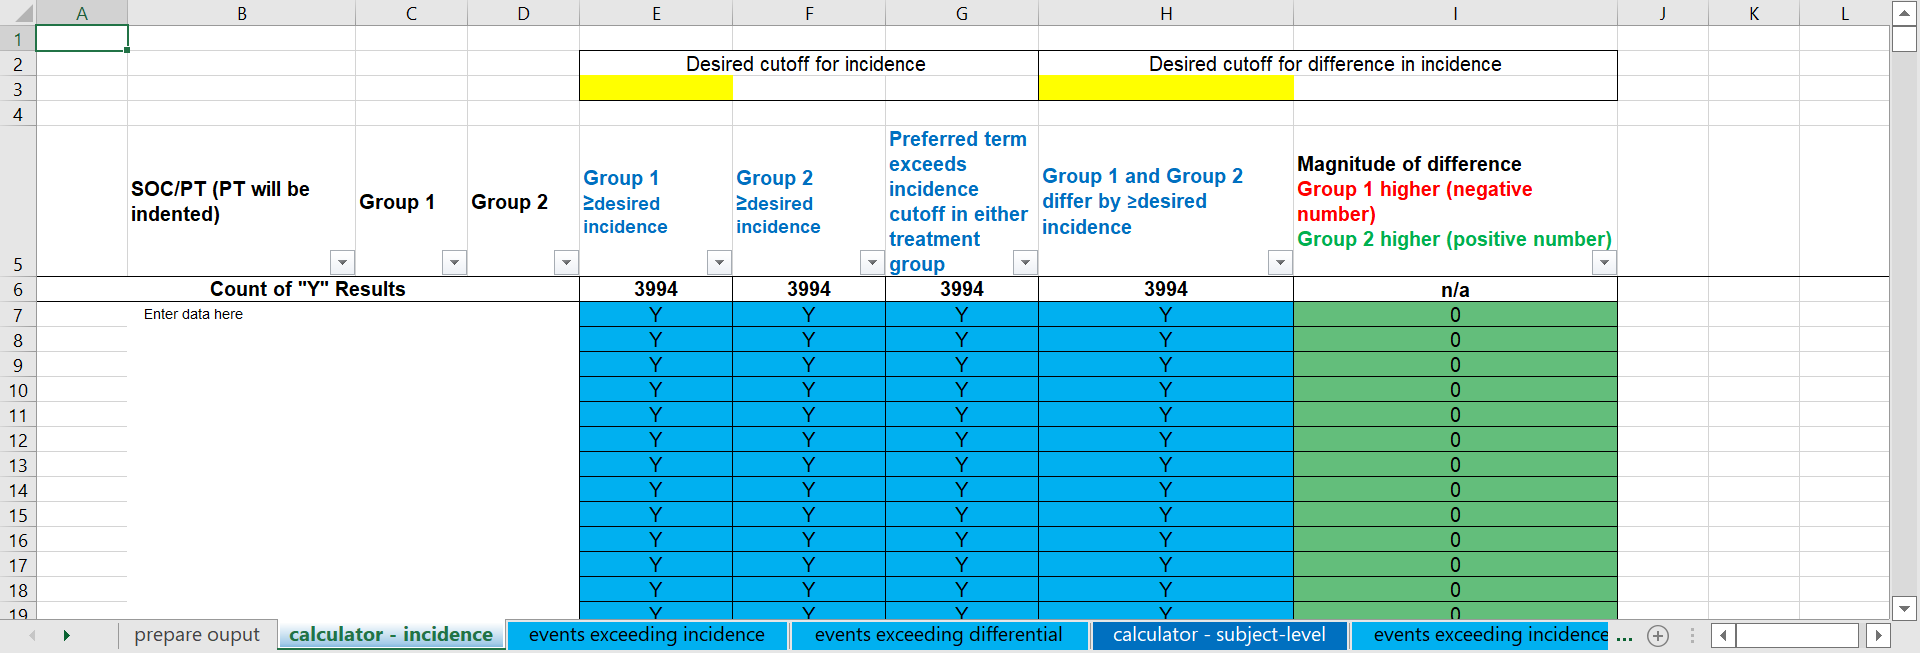 A B C D E F G H I J K L
1
2 Desired cutoff for incidence Desired cutoff for difference in incidence
3
4
5 SOC/PT (PT will be indented) Group 1 Group 2 Group 1 ≥desired incidence Group 2 ≥desired incidence Preferred term exceeds incidence cutoff in either treatment group Group 1 and Group 2 differ by ≥desired incidence Magnitude of difference Group 1 higher (negative number) Group 2 higher (positive number)
6 Count of "Y" Results 3994 3994 3994 3994 n/a
7 Enter data here Y Y Y Y 0
8 Y Y Y Y 0
9 Y Y Y Y 0
10 Y Y Y Y 0
11 Y Y Y Y 0
12 Y Y Y Y 0
13 Y Y Y Y 0
14 Y Y Y Y 0
15 Y Y Y Y 0
16 Y Y Y Y 0
17 Y Y Y Y 0
18 Y Y Y Y 0
19 Y Y Y Y 0
prepare ouput calculator - incidence events exceeding incidence events exceeding differential calculator - subject-level events exceeding incidence ...